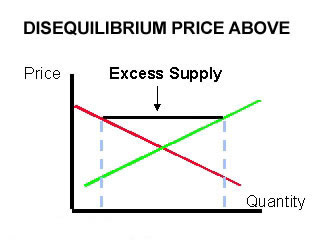 DISEQUILIBRIUM PRICE ABOVE
Price
Excess Supply
Quantity